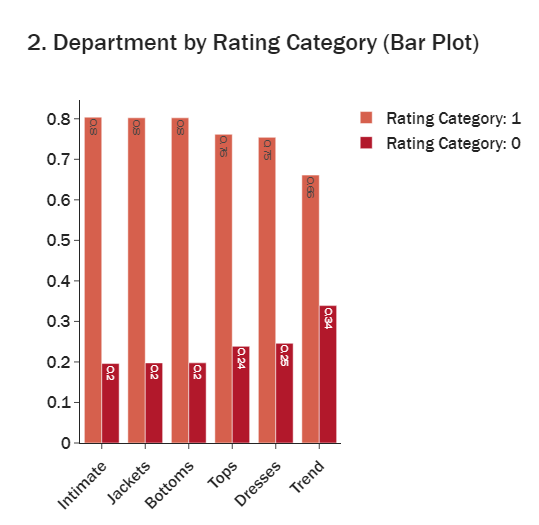 2. Department by Rating Category (Bar Plot)
Rating Category: 1
Rating Category: 0
0.8
0.7
0.6
0.5
0.4
0.3
0.2
0.1
0
0.8
0.2
0.8
0.2
0.8
0.2
0.76
0.24
0.75
0.25
0.66
0.34
Intimate
Jackets
Bottoms
Tops
Dresses
Trend